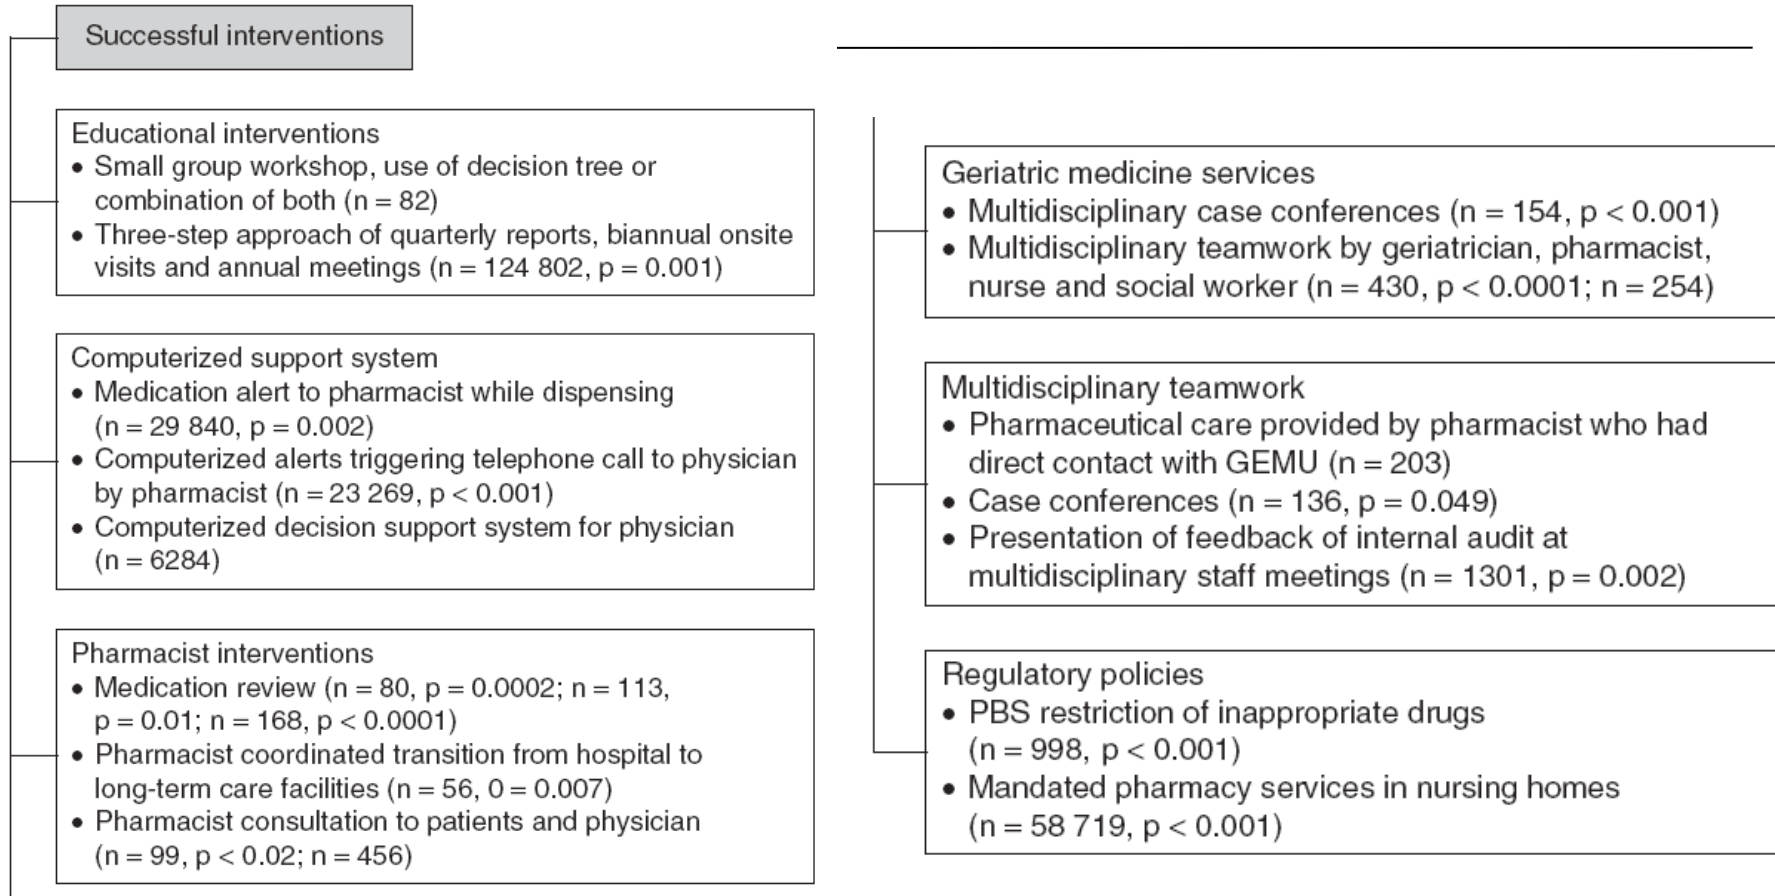 Successful interventions
Educational interventions
• Small group workshop, use of decision tree or
combination of both (n = 82)
• Three-step approach of quarterly reports, biannual onsite
visits and annual meetings (n = 124 802, p = 0.001)
Computerized support system
• Medication alert to pharmacist while dispensing
(n = 29 840, p = 0.002)
• Computerized alerts triggering telephone call to physician
by pharmacist (n = 23 269, p < 0.001)
• Computerized decision support system for physician
(n = 6284)
Pharmacist interventions
• Medication review (n = 80, p = 0.0002; n = 113,
p = 0.01; n = 168, p < 0.0001)
• Pharmacist coordinated transition from hospital to
long-term care facilities (n = 56, 0 = 0.007)
• Pharmacist consultation to patients and physician
(n = 99, p < 0.02; n = 456)
Geriatric medicine services
• Multidisciplinary case conferences (n = 154, p < 0.001)
• Multidisciplinary teamwork by geriatrician, pharmacist,
nurse and social worker (n = 430, p < 0.0001; n = 254)
Multidisciplinary teamwork
• Pharmaceutical care provided by pharmacist who had
direct contact with GEMU (n = 203)
• Case conferences (n = 136, p = 0.049)
• Presentation of feedback of internal audit at
multidisciplinary staff meetings (n = 1301, p = 0.002)
Regulatory policies
• PBS restriction of inappropriate drugs
(n = 998, p < 0.001)
• Mandated pharmacy services in nursing homes
(n = 58 719, p < 0.001)